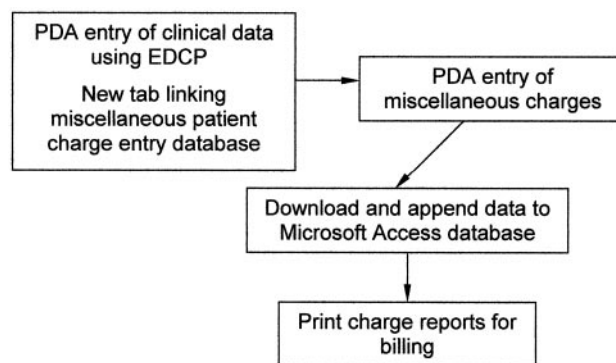 PDA entry of clinical data
using EDCP
New tab linking
miscellaneous patient
charge entry database
PDA entry of
miscellaneous charges
Download and append data to
Microsoft Access database
Print charge reports for
billing